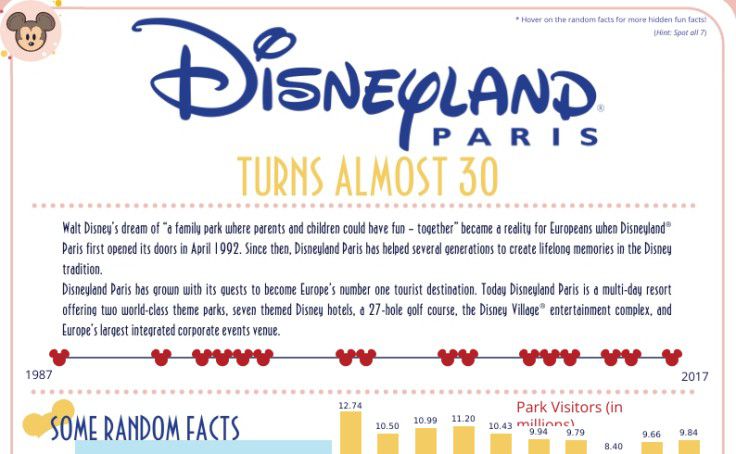 * Hover on the random facts for more hidden fun facts!
(Hint: Spot all 7)
DISNEYLAND®
PARIS
TURNS ALMOST 30
Walt Disney's dream of "a family park where parents and children could have fun – together" became a reality for Europeans when Disneyland®
Paris first opened its doors in April 1992. Since then, Disneyland Paris has helped several generations to create lifelong memories in the Disney
tradition.
Disneyland Paris has grown with its guests to become Europe's number one tourist destination. Today Disneyland Paris is a multi-day resort
offering two world-class theme parks, seven themed Disney hotels, a 27-hole golf course, the Disney Village® entertainment complex, and
Europe's largest integrated corporate events venue.
1987 2017
SOME RANDOM FACTS
Park Visitors (in
millions)
12.74 10.50 10.99 11.20 10.43 9.94 9.79 8.40 9.66 9.84